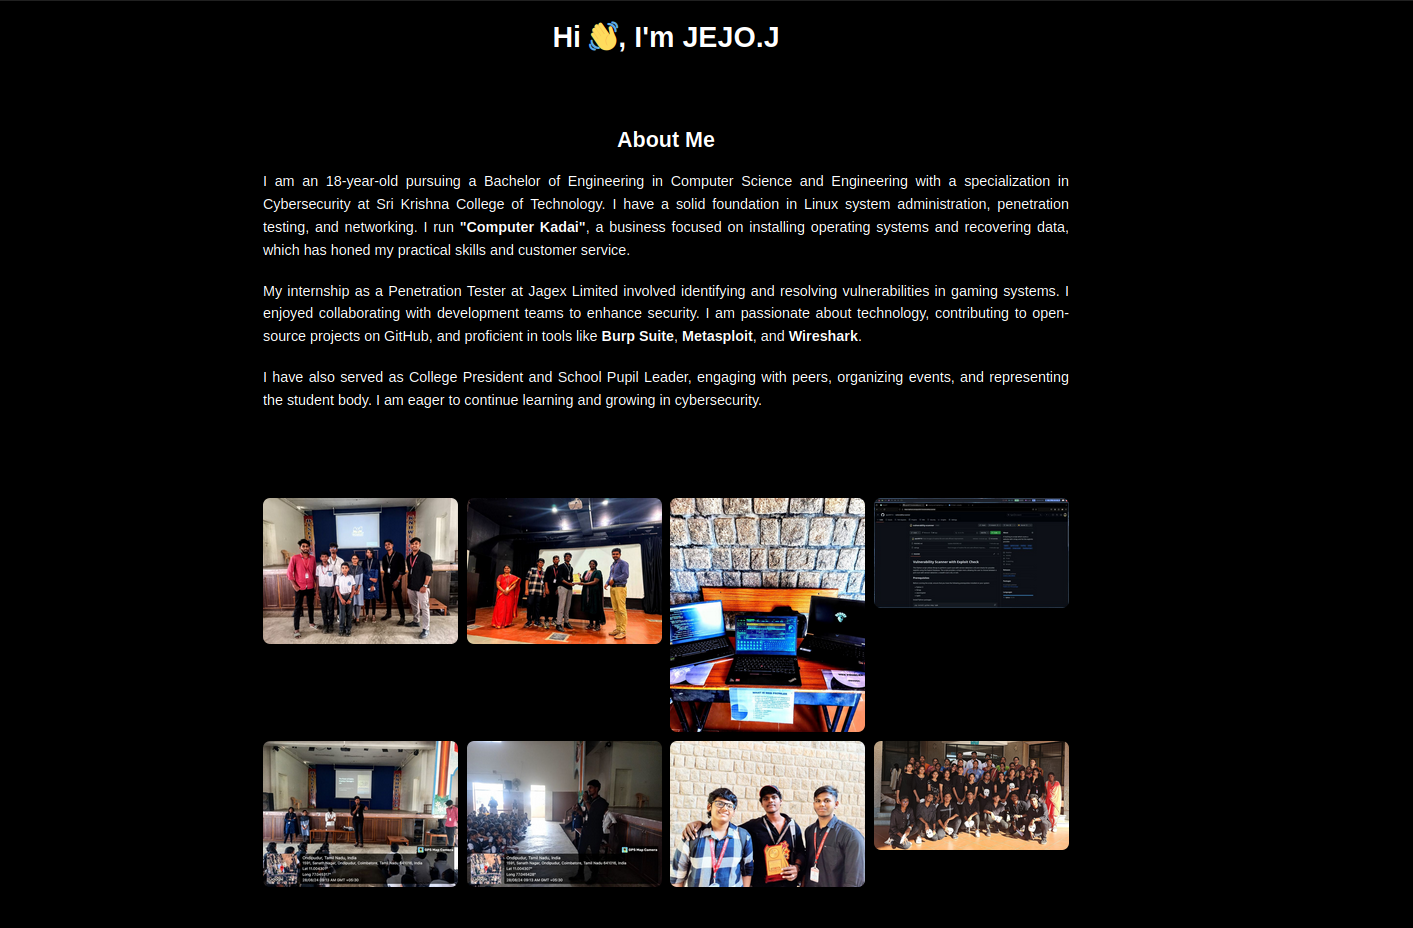 Hi 👋, I'm JEJO.J
About Me
I am an 18-year-old pursuing a Bachelor of Engineering in Computer Science and Engineering with a specialization in
Cybersecurity at Sri Krishna College of Technology. I have a solid foundation in Linux system administration, penetration
testing, and networking. I run "Computer Kadai", a business focused on installing operating systems and recovering data,
which has honed my practical skills and customer service.
My internship as a Penetration Tester at Jagex Limited involved identifying and resolving vulnerabilities in gaming systems. I
enjoyed collaborating with development teams to enhance security. I am passionate about technology, contributing to open-
source projects on GitHub, and proficient in tools like Burp Suite, Metasploit, and Wireshark.
I have also served as College President and School Pupil Leader, engaging with peers, organizing events, and representing
the student body. I am eager to continue learning and growing in cybersecurity.
Vulnerability Scanner with Exploit Check
Prerequisites
GPS Map Camera
Ondipudur, Tamil Nadu, India
GPS Map Camera
Ondipudur, Tamil Nadu, India